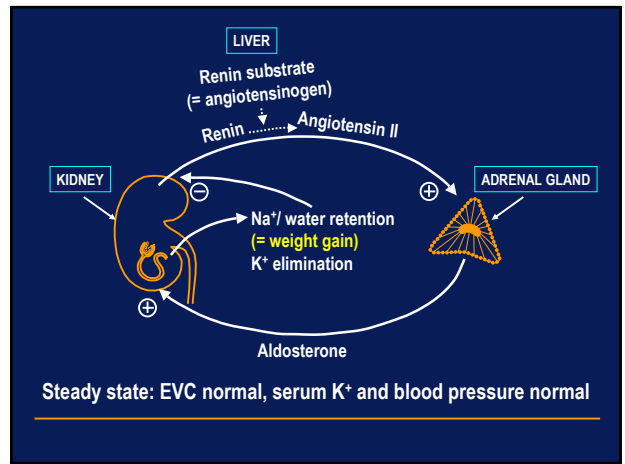 LIVER
Renin substrate
(= angiotensinogen)
Renin
Angiotensin II
KIDNEY
ADRENAL GLAND
−
+
Na⁺/ water retention
(= weight gain)
K⁺ elimination
+
Aldosterone
Steady state: EVC normal, serum K⁺ and blood pressure normal